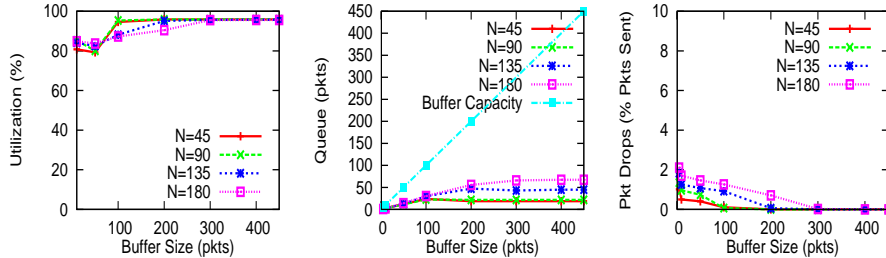 Utilization (%)
100
80
60
40
20
0
100 200 300 400
Buffer Size (pkts)
N=45
N=90
N=135
N=180
Queue (pkts)
450
400
350
300
250
200
150
100
50
0
0 100 200 300 400
Buffer Size (pkts)
N=45
N=90
N=135
N=180
Buffer Capacity
Pkt Drops (% Pkts Sent)
10
8
6
4
2
0
0 100 200 300 400
Buffer Size (pkts)
N=45
N=90
N=135
N=180